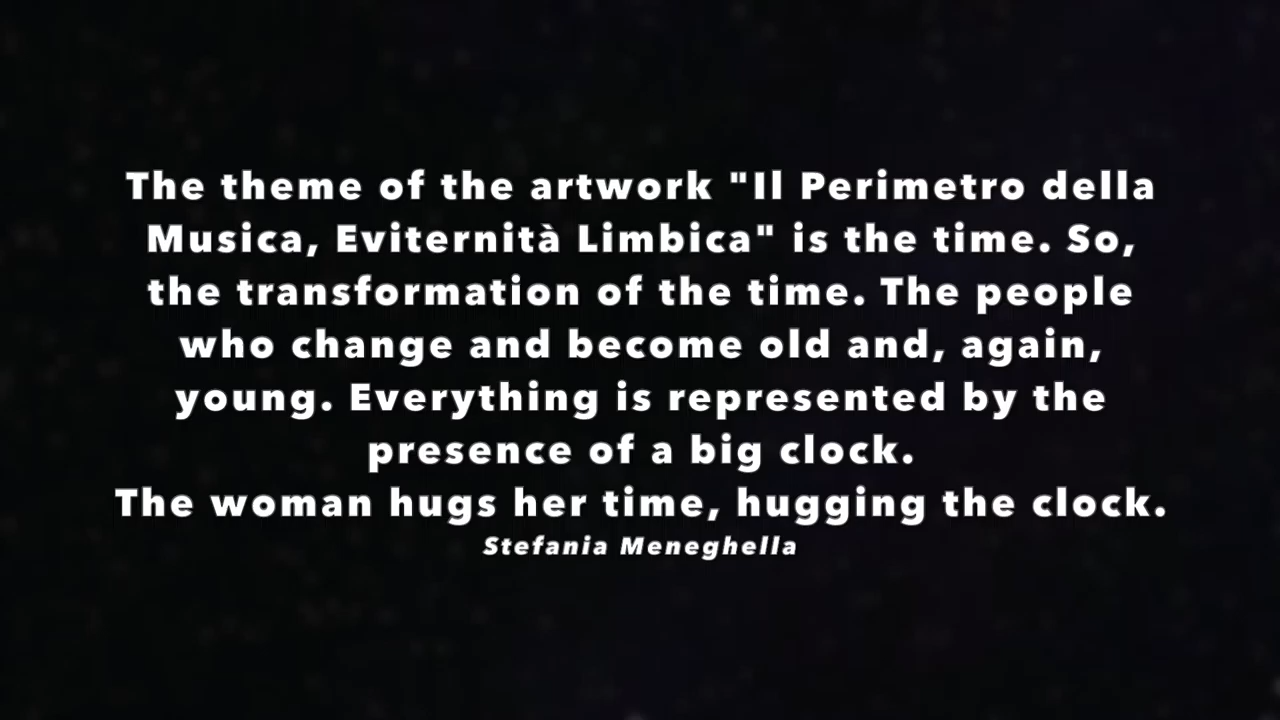 The theme of the artwork "Il Perimetro della
Musica, Eviternità Limbica" is the time. So,
the transformation of the time. The people
who change and become old and, again,
young. Everything is represented by the
presence of a big clock.
The woman hugs her time, hugging the clock.
Stefania Meneghella